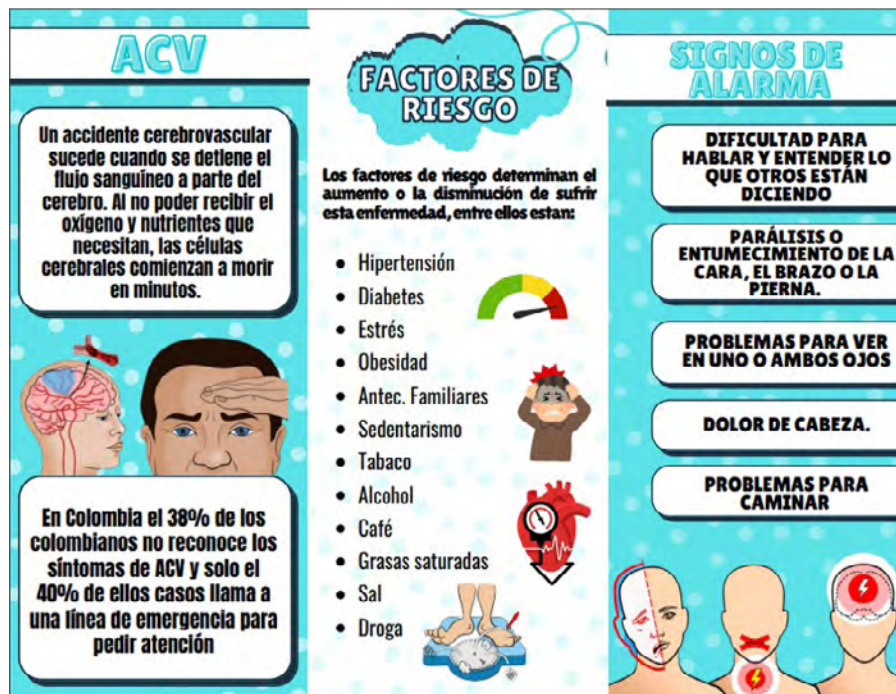 ACV
Un accidente cerebrovascular
sucede cuando se detiene el
flujo sanguíneo a parte del
cerebro. Al no poder recibir el
oxígeno y nutrientes que
necesitan, las células
cerebrales comienzan a morir
en minutos.
En Colombia el 38% de los
colombianos no reconoce los
síntomas de ACV y solo el
40% de ellos casos llama a
una línea de emergencia para
pedir atención
FACTORES DE
RIESGO
Los factores de riesgo determinan el
aumento o la disminución de sufrir
esta enfermedad, entre ellos estan:
• Hipertensión
• Diabetes
• Estrés
• Obesidad
• Antec. Familiares
• Sedentarismo
• Tabaco
• Alcohol
• Café
• Grasas saturadas
• Sal
• Droga
SIGNOS DE
ALARMA
DIFICULTAD PARA
HABLAR Y ENTENDER LO
QUE OTROS ESTÁN
DICIENDO
PARÁLISIS O
ENTUMECIMIENTO DE LA
CARA, EL BRAZO O LA
PIERNA.
PROBLEMAS PARA VER
EN UNO O AMBOS OJOS
DOLOR DE CABEZA.
PROBLEMAS PARA
CAMINAR